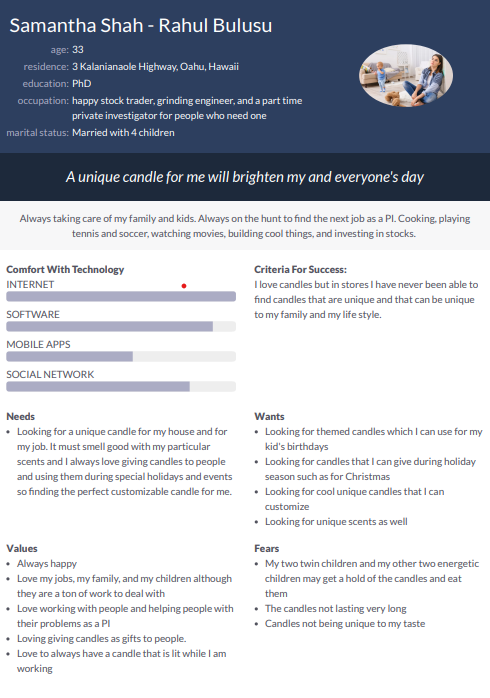 Samantha Shah - Rahul Bulusu
age: 33
residence: 3 Kalanianaole Highway, Oahu, Hawaii
education: PhD
occupation: happy stock trader, grinding engineer, and a part time
private investigator for people who need one
marital status: Married with 4 children
A unique candle for me will brighten my and everyone's day
Always taking care of my family and kids. Always on the hunt to find the next job as a PI. Cooking, playing
tennis and soccer, watching movies, building cool things, and investing in stocks.
Comfort With Technology
INTERNET
SOFTWARE
MOBILE APPS
SOCIAL NETWORK
Criteria For Success:
I love candles but in stores I have never been able to
find candles that are unique and that can be unique
to my family and my life style.
Needs
• Looking for a unique candle for my house and for
my job. It must smell good with my particular
scents and I always love giving candles to people
and using them during special holidays and events
so finding the perfect customizable candle for me.
Wants
• Looking for themed candles which I can use for my
kid's birthdays
• Looking for candles that I can give during holiday
season such as for Christmas
• Looking for cool unique candles that I can
customize
• Looking for unique scents as well
Values
• Always happy
• Love my jobs, my family, and my children although
they are a ton of work to deal with
• Love working with people and helping people with
their problems as a PI
• Loving giving candles as gifts to people.
• Love to always have a candle that is lit while I am
working
Fears
• My two twin children and my other two energetic
children may get a hold of the candles and eat
them
• The candles not lasting very long
• Candles not being unique to my taste